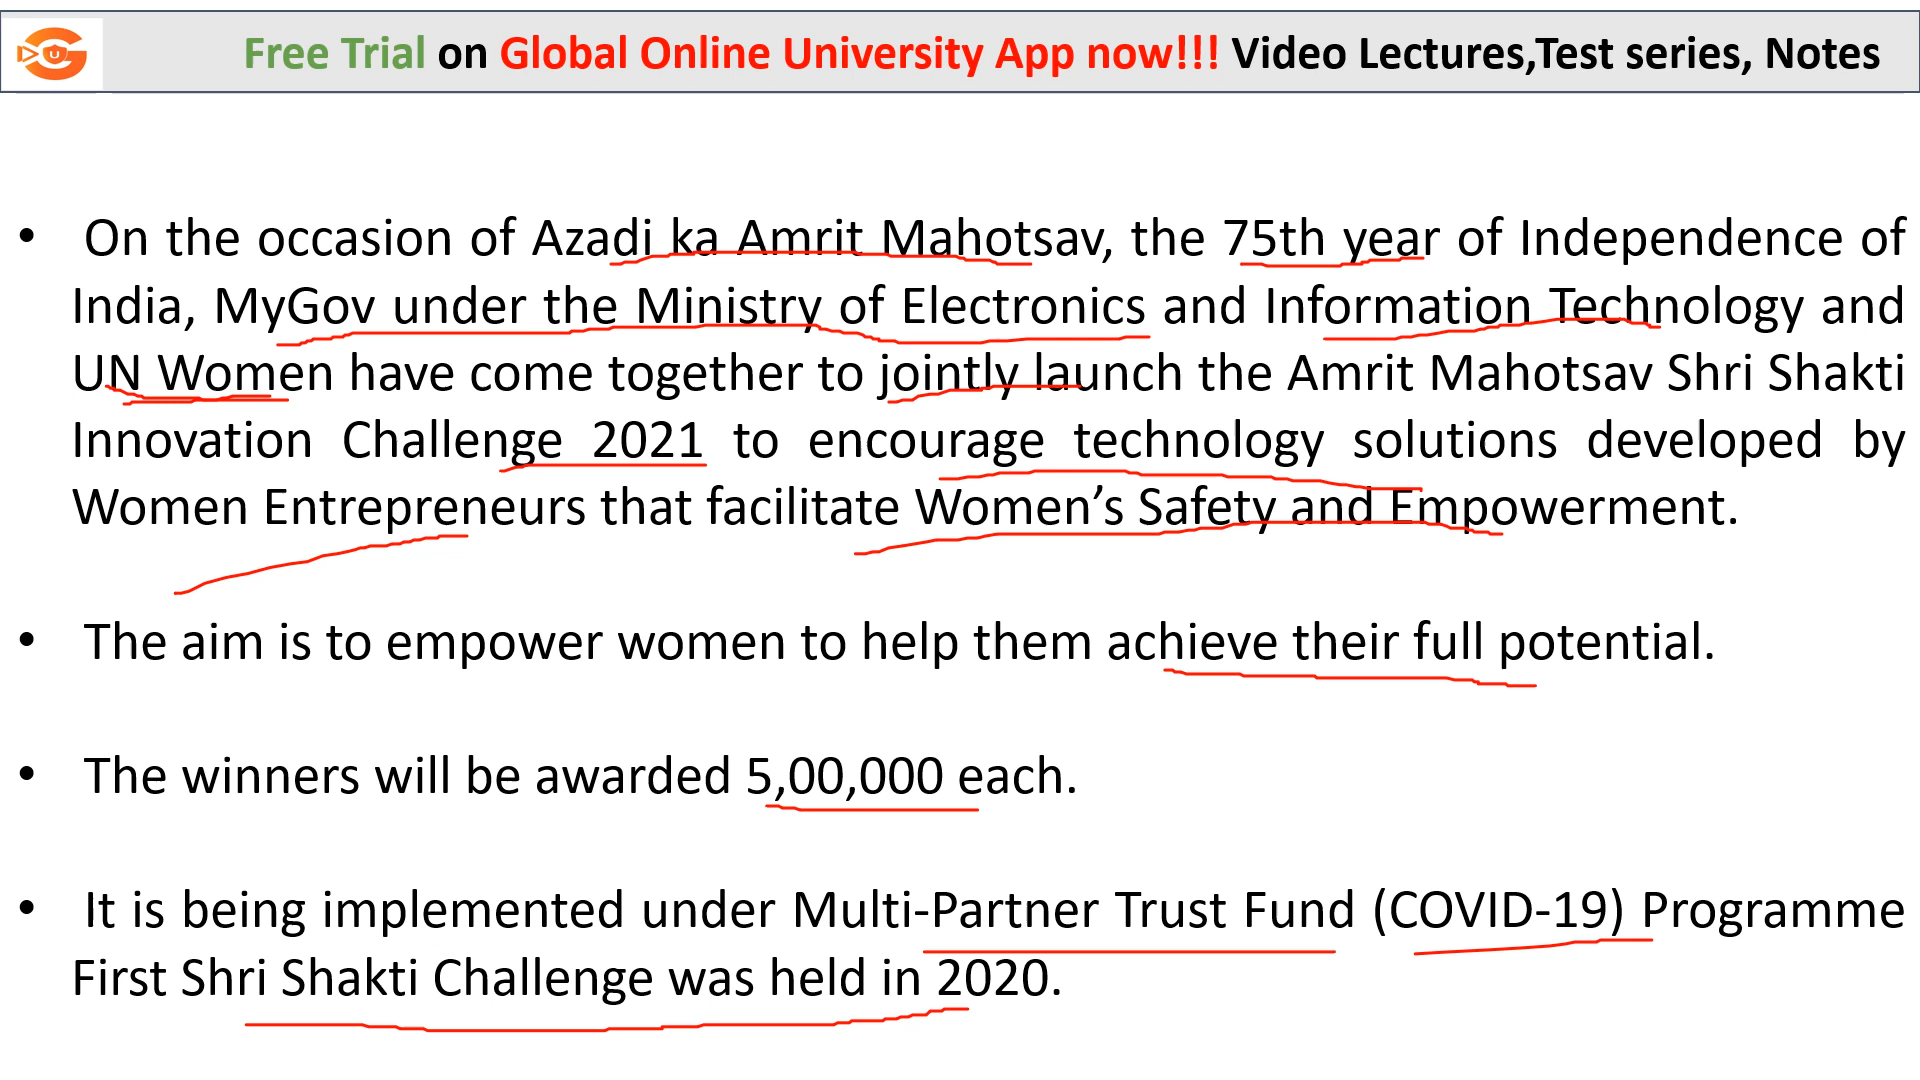 Free Trial on Global Online University App now!!! Video Lectures,Test series, Notes
• On the occasion of Azadi ka Amrit Mahotsav, the 75th year of Independence of
India, MyGov under the Ministry of Electronics and Information Technology and
UN Women have come together to jointly launch the Amrit Mahotsav Shri Shakti
Innovation Challenge 2021 to encourage technology solutions developed by
Women Entrepreneurs that facilitate Women’s Safety and Empowerment.
• The aim is to empower women to help them achieve their full potential.
• The winners will be awarded 5,00,000 each.
• It is being implemented under Multi-Partner Trust Fund (COVID-19) Programme
First Shri Shakti Challenge was held in 2020.